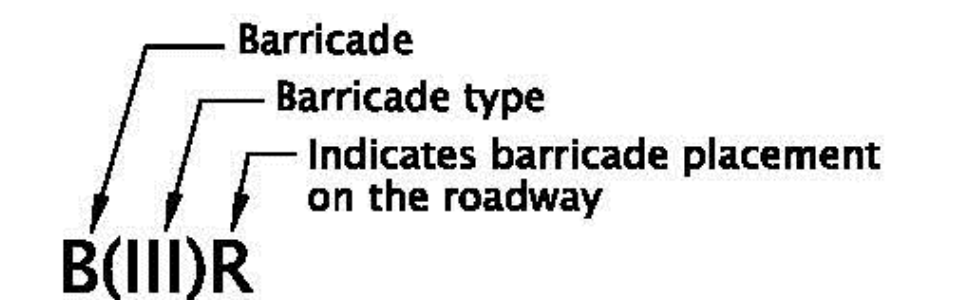 Barricade
Barricade type
Indicates barricade placement
on the roadway
B(III)R